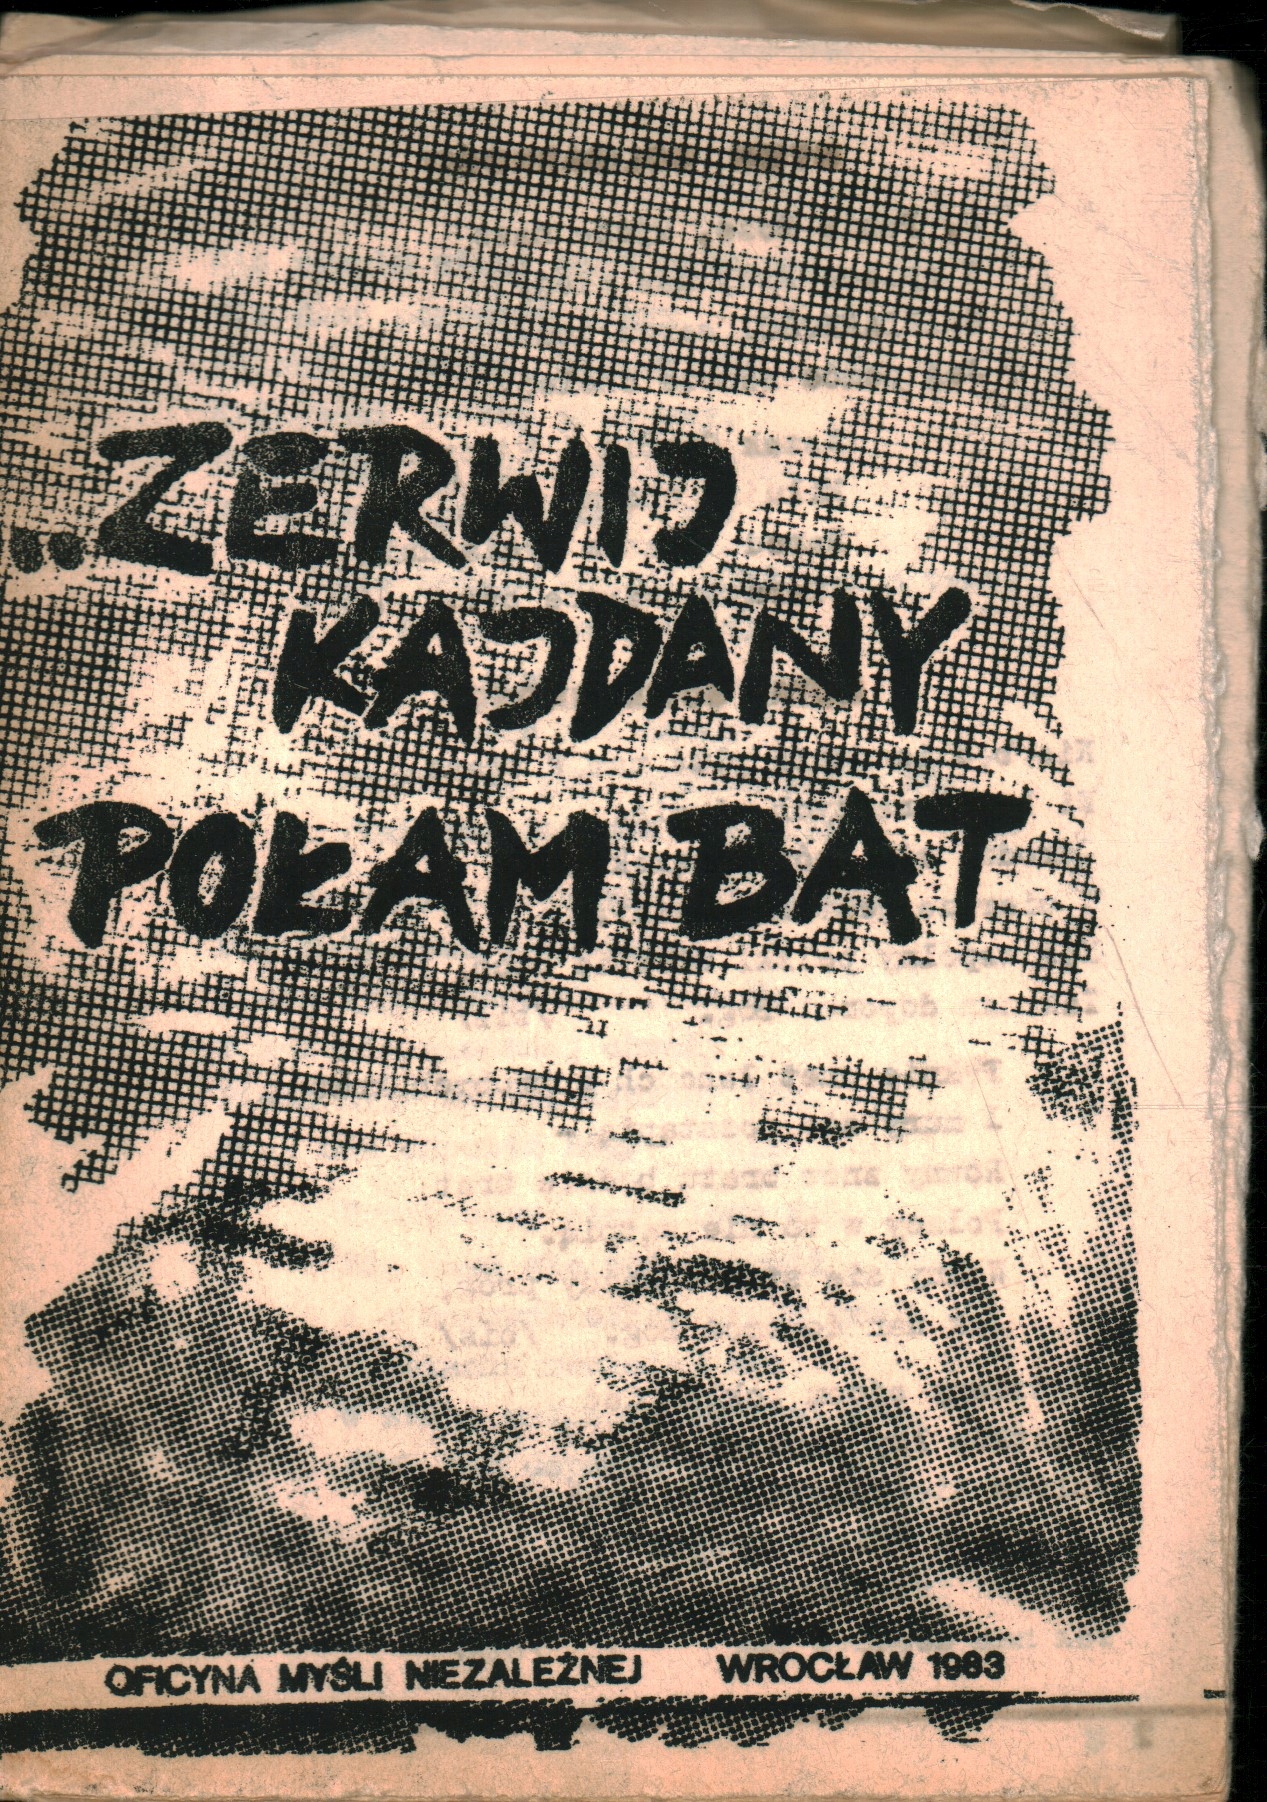 ..ZERWIJ
KAJDANY
POŁAM BAT
OFICYNA MYŚLI NIEZALEŻNEJ WROCŁAW 1983